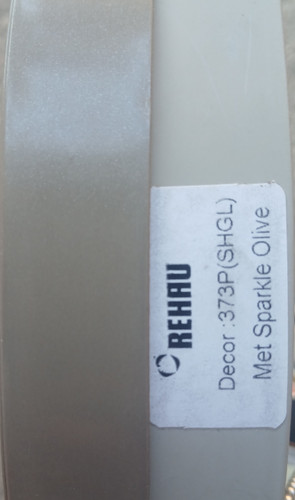 REHAU
Decor :373P(SHGL)
Met Sparkle Olive